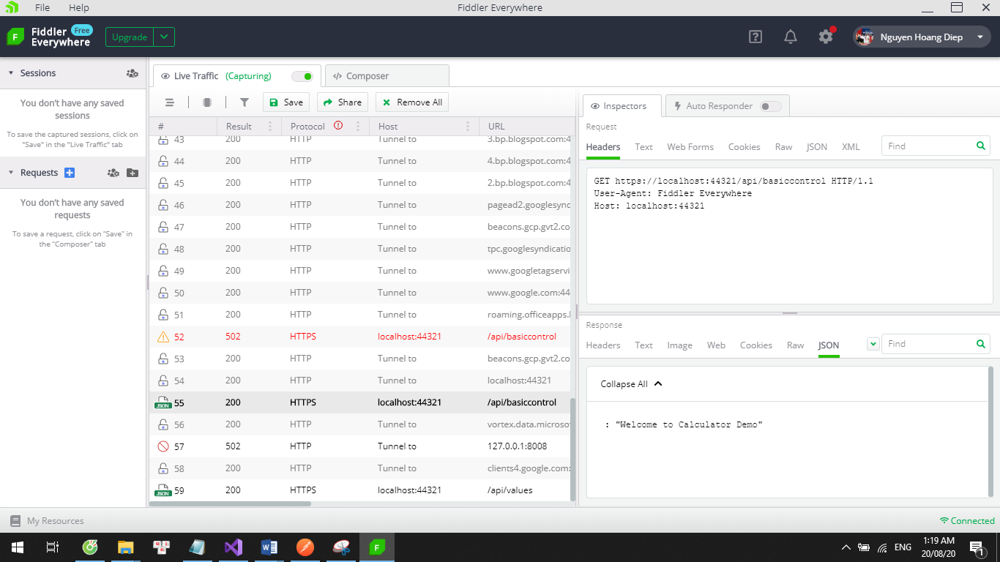 File Help Fiddler Everywhere
Fiddler Free
Everywhere
Upgrade
Nguyen Hoang Diep
Sessions
You don't have any saved
sessions
To save the captured sessions, click on
"Save" in the "Live Traffic" tab
Requests
You don't have any saved
requests
To save a request, click on "Save" in
the "Composer" tab
Live Traffic (Capturing)
Composer
Save Share Remove All
# Result Protocol Host URL
43 200 HTTP Tunnel to 3.bp.blogspot.com:4
44 200 HTTP Tunnel to 4.bp.blogspot.com:4
45 200 HTTP Tunnel to 2.bp.blogspot.com:4
46 200 HTTP Tunnel to pagead2.googlesync
47 200 HTTP Tunnel to beacons.gcp.gvt2.co
48 200 HTTP Tunnel to tpc.googlesyndicatio
49 200 HTTP Tunnel to www.googletagservi
50 200 HTTP Tunnel to www.google.com:44
51 200 HTTP Tunnel to roaming.officeapps.
52 502 HTTPS localhost:44321 /api/basiccontrol
53 200 HTTP Tunnel to beacons.gcp.gvt2.co
54 200 HTTP Tunnel to localhost:44321
JSON 55 200 HTTPS localhost:44321 /api/basiccontrol
56 200 HTTP Tunnel to vortex.data.microsof
57 502 HTTP Tunnel to 127.0.0.1:8008
58 200 HTTP Tunnel to clients4.google.com:
JSON 59 200 HTTPS localhost:44321 /api/values
Inspectors Auto Responder
Request
Headers Text Web Forms Cookies Raw JSON XML Find
GET https://localhost:44321/api/basiccontrol HTTP/1.1
User-Agent: Fiddler Everywhere
Host: localhost:44321
Response
Headers Text Image Web Cookies Raw JSON Find
Collapse All
: "Welcome to Calculator Demo"
My Resources
Connected
ENG
1:19 AM
20/08/20
1